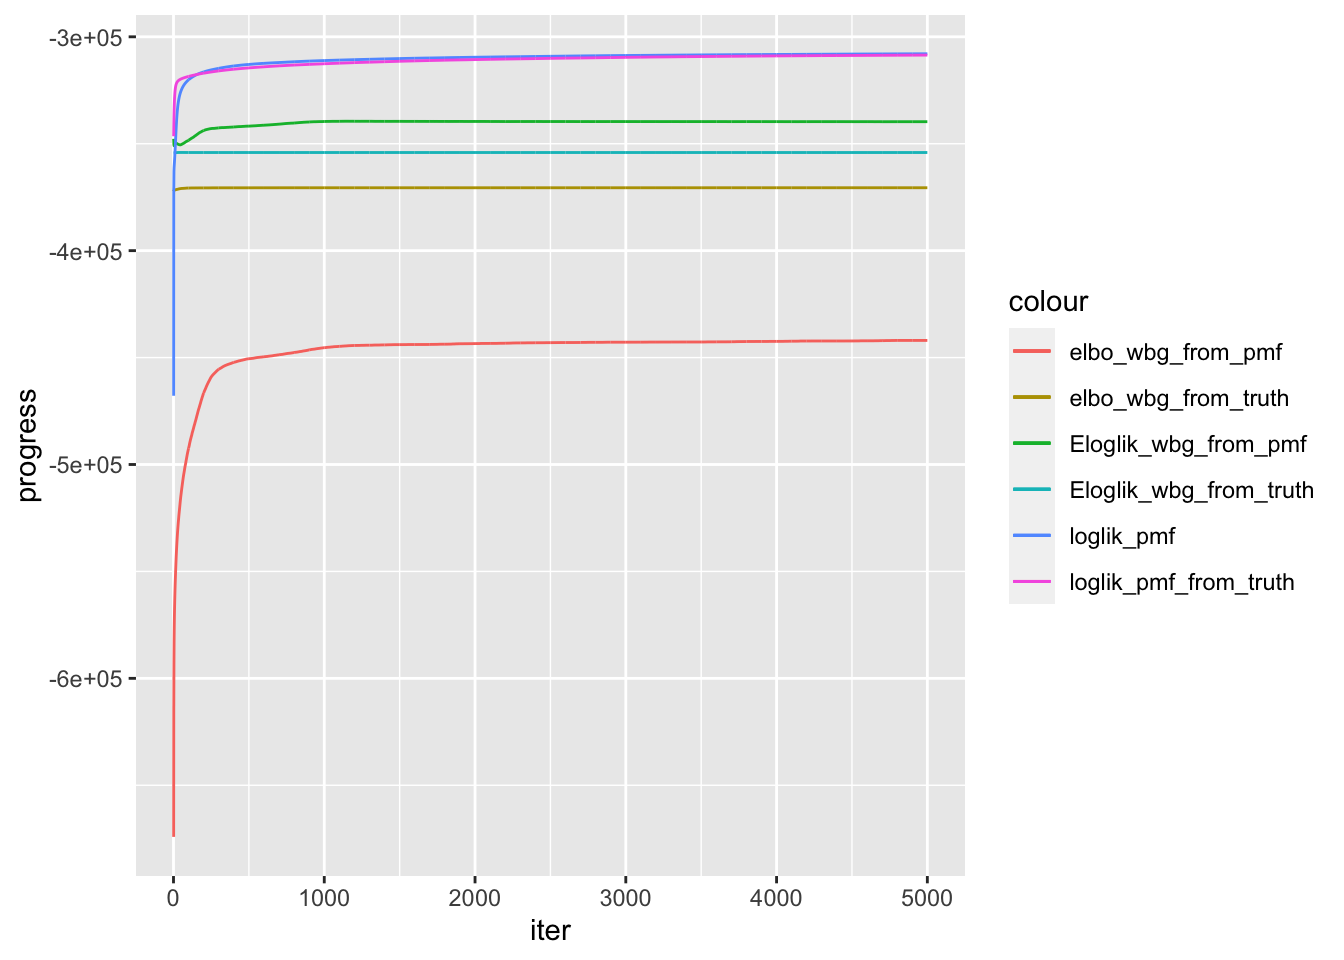 -3e+05
-4e+05
-5e+05
-6e+05
progress
0
1000
2000
3000
4000
5000
iter
colour
elbo_wbg_from_pmf
elbo_wbg_from_truth
Eloglik_wbg_from_pmf
Eloglik_wbg_from_truth
loglik_pmf
loglik_pmf_from_truth